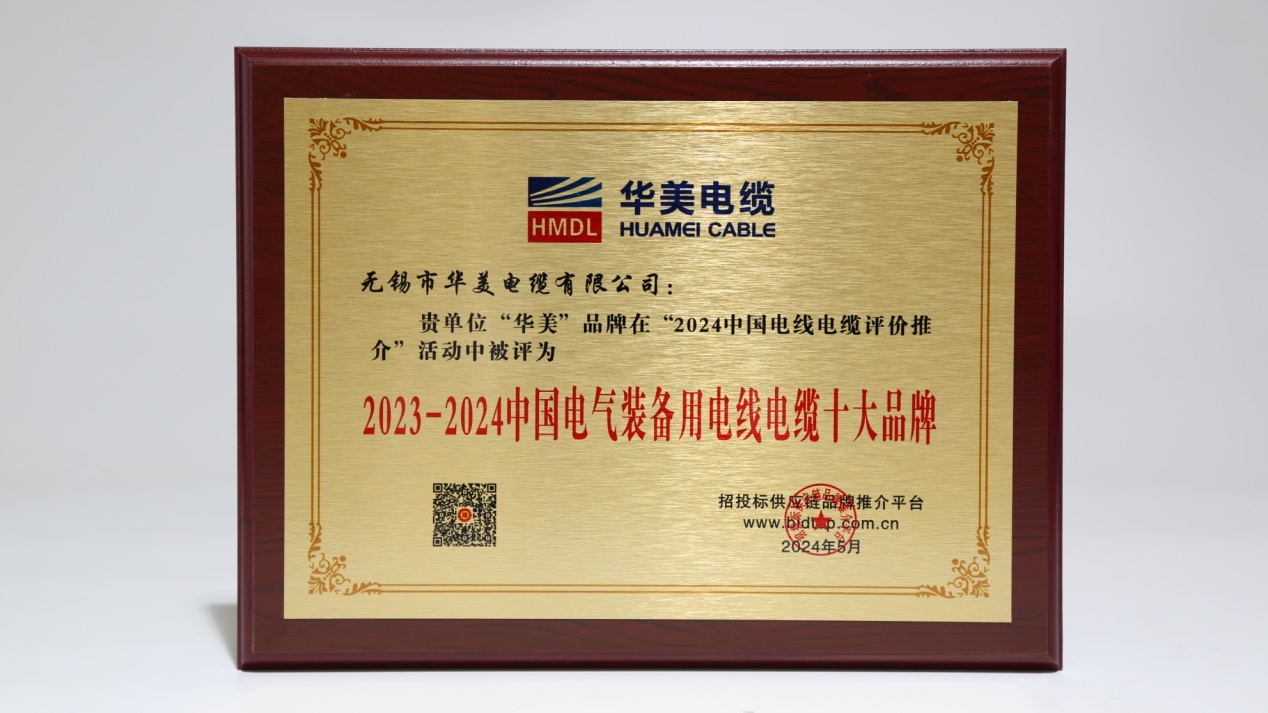 HMDL
华美电缆
HUAMEI CABLE
无锡市华美电缆有限公司：
贵单位“华美”品牌在“2024中国电线电缆评价推
介”活动中被评为
2023-2024中国电气装备用电线电缆十大品牌
招投标供应链品牌推介平台
www.bidtop.com.cn
2024年5月